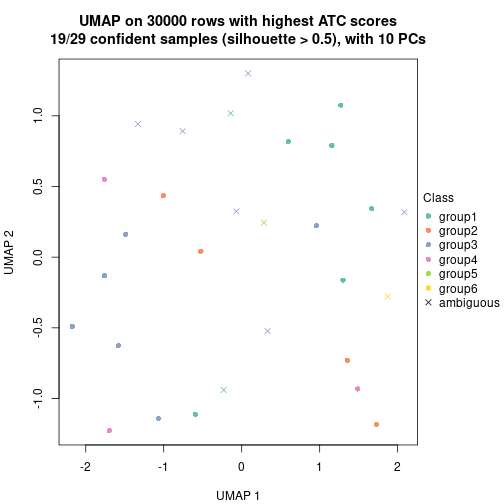 UMAP on 30000 rows with highest ATC scores
19/29 confident samples (silhouette > 0.5), with 10 PCs
UMAP 2
1.0
0.5
0.0
-0.5
-1.0
-2
-1
0
1
2
UMAP 1
Class
group1
group2
group3
group4
group5
group6
ambiguous